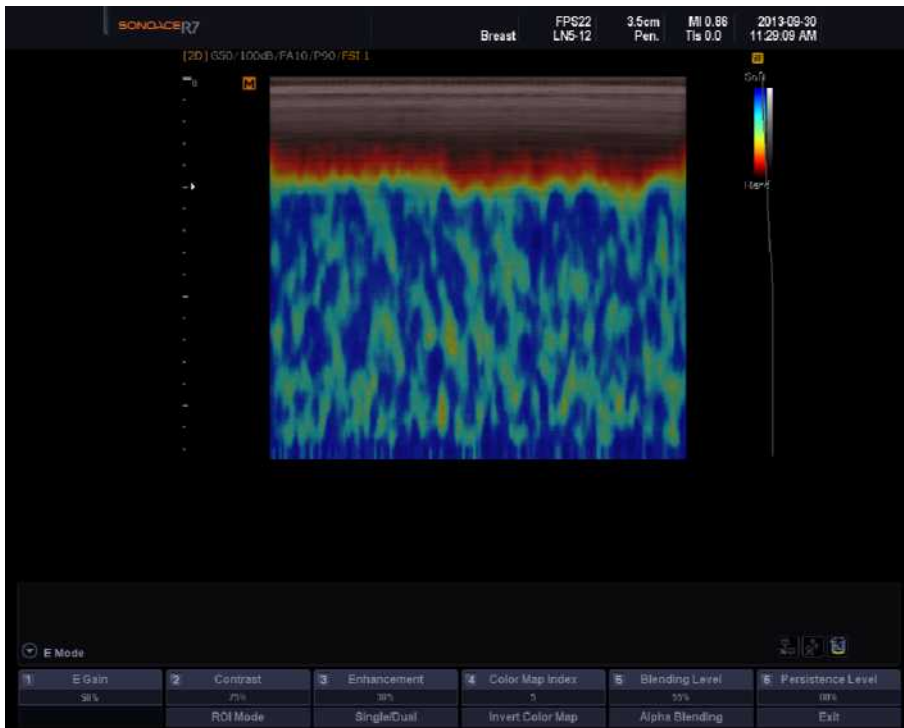 SONOACE R7
Breast
FPS22
LN5-12
3.5cm
Pen.
MI 0.86
TIs 0.0
2013-09-30
11:29:09 AM
[2D] G50/100dB/FA10/P90/FSI 1
0
M
Soft
Hard
E Mode
1 E Gain
2 Contrast
3 Enhancement
4 Color Map Index
5 Blending Level
6 Persistence Level
5
55%
ROI Mode
Single/Dual
Invert Color Map
Alpha Blending
Exit